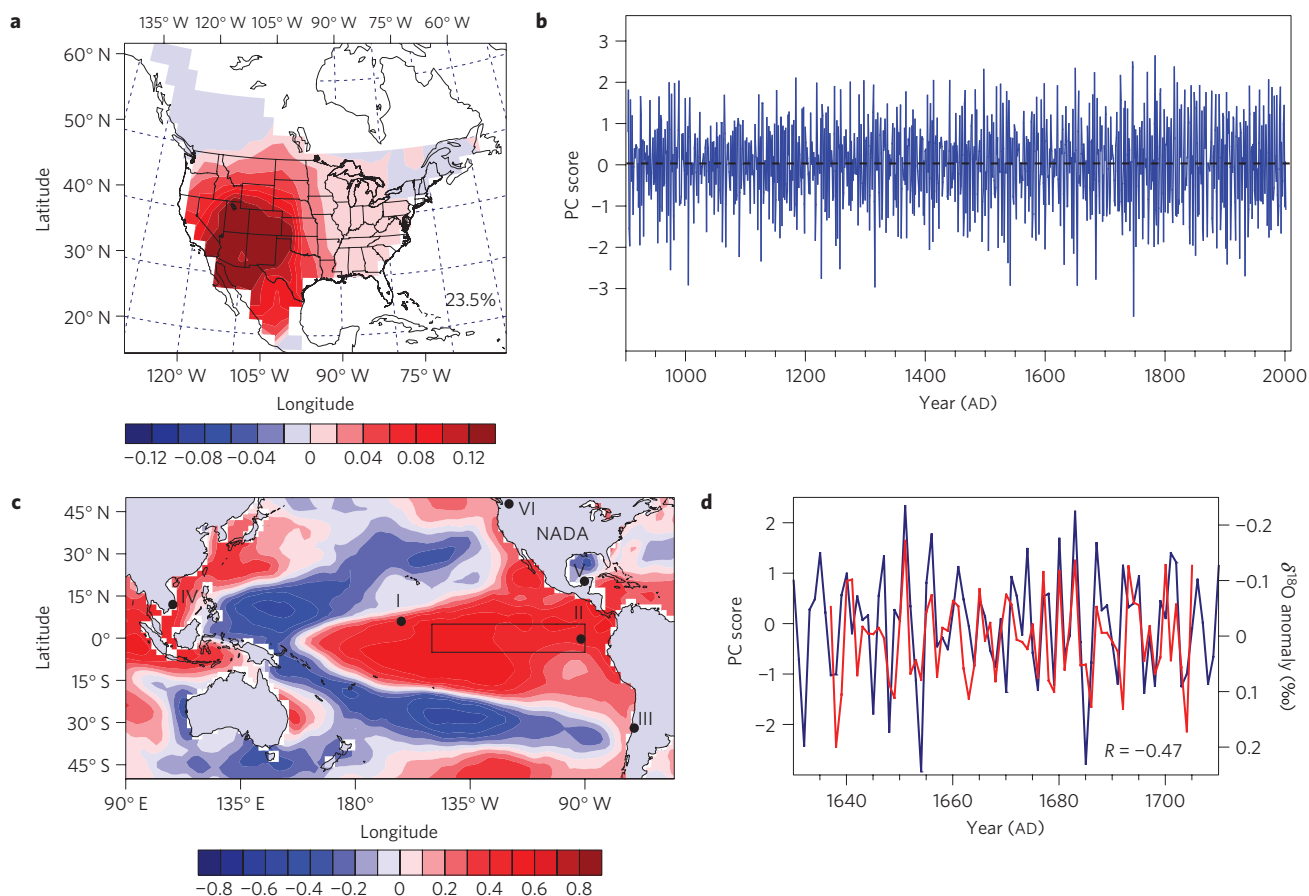 a
135° W 120° W 105° W 90° W 75° W 60° W
60° N
50° N
40° N
30° N
20° N
Latitude
23.5%
120° W 105° W 90° W 75° W
Longitude
−0.12 −0.08 −0.04 0 0.04 0.08 0.12
b
3
2
1
0
−1
−2
−3
PC score
1000 1200 1400 1600 1800 2000
Year (AD)
c
45° N
30° N
15° N
0°
15° S
30° S
45° S
Latitude
VI
NADA
V
IV
I
II
III
90° E 135° E 180° 135° W 90° W
Longitude
−0.8 −0.6 −0.4 −0.2 0 0.2 0.4 0.6 0.8
d
2
1
0
−1
−2
PC score
−0.2
−0.1
0
0.1
0.2
δ18O anomaly (‰)
R = −0.47
1640 1660 1680 1700
Year (AD)